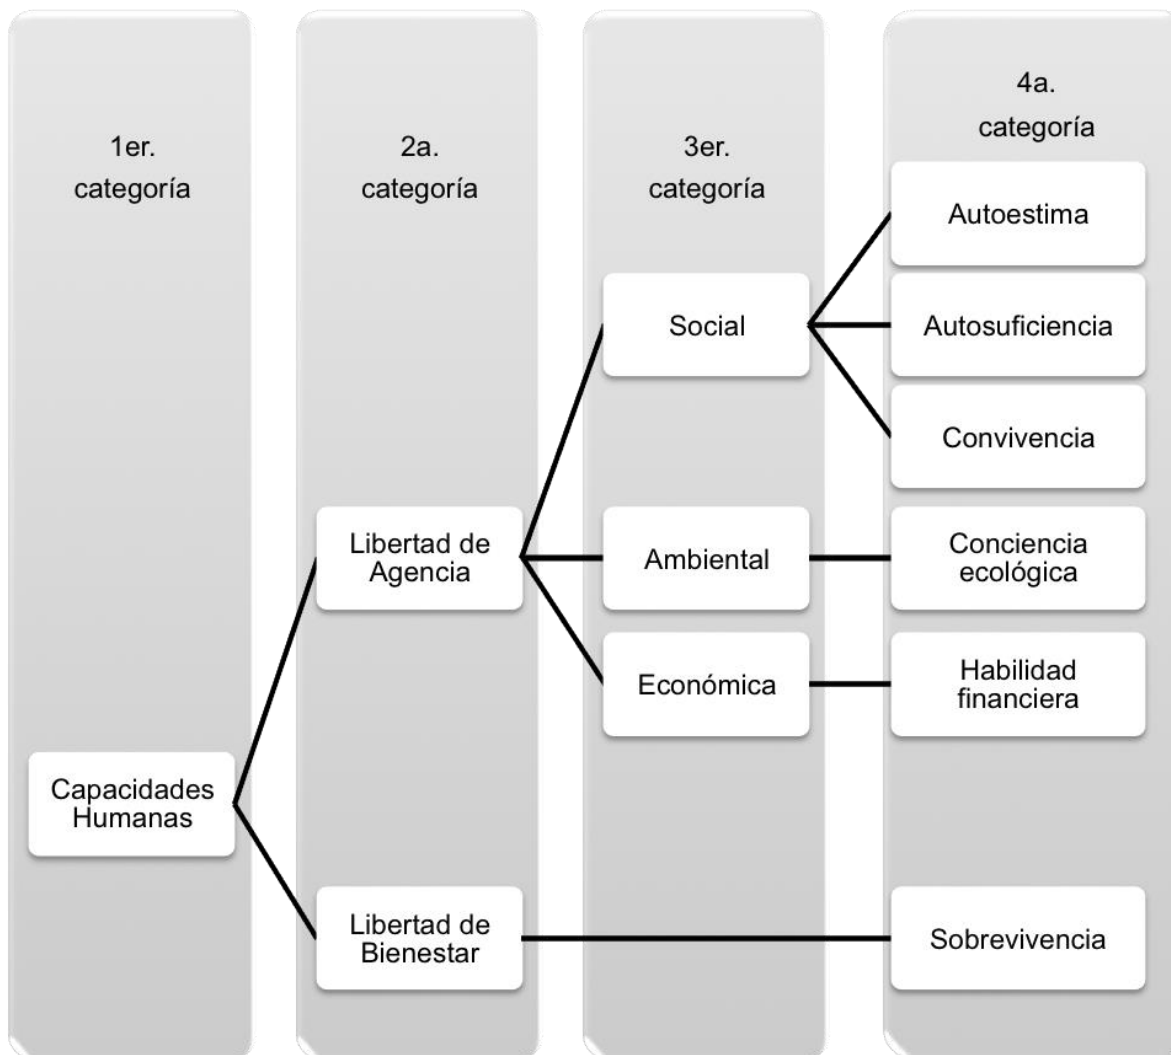 1er.
categoría
2a.
categoría
3er.
categoría
4a.
categoría
Capacidades
Humanas
Libertad de
Agencia
Libertad de
Bienestar
Social
Ambiental
Económica
Autoestima
Autosuficiencia
Convivencia
Conciencia
ecológica
Habilidad
financiera
Sobrevivencia